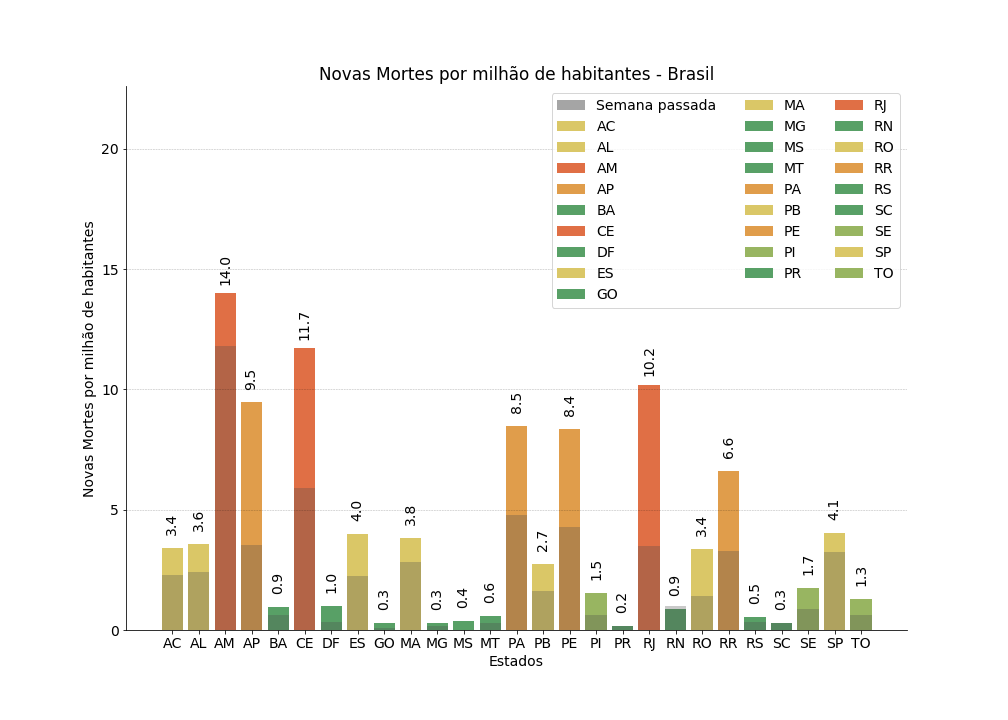 Novas Mortes por milhão de habitantes - Brasil
Novas Mortes por milhão de habitantes
20
15
10
5
0
Semana passada
AC
AL
AM
AP
BA
CE
DF
ES
GO
MA
MG
MS
MT
PA
PB
PE
PI
PR
RJ
RN
RO
RR
RS
SC
SE
SP
TO
3.4
3.6
14.0
9.5
0.9
11.7
1.0
4.0
0.3
3.8
0.3
0.4
0.6
8.5
2.7
8.4
1.5
0.2
10.2
0.9
3.4
6.6
0.5
0.3
1.7
4.1
1.3
AC AL AM AP BA CE DF ES GO MA MG MS MT PA PB PE PI PR RJ RN RO RR RS SC SE SP TO
Estados